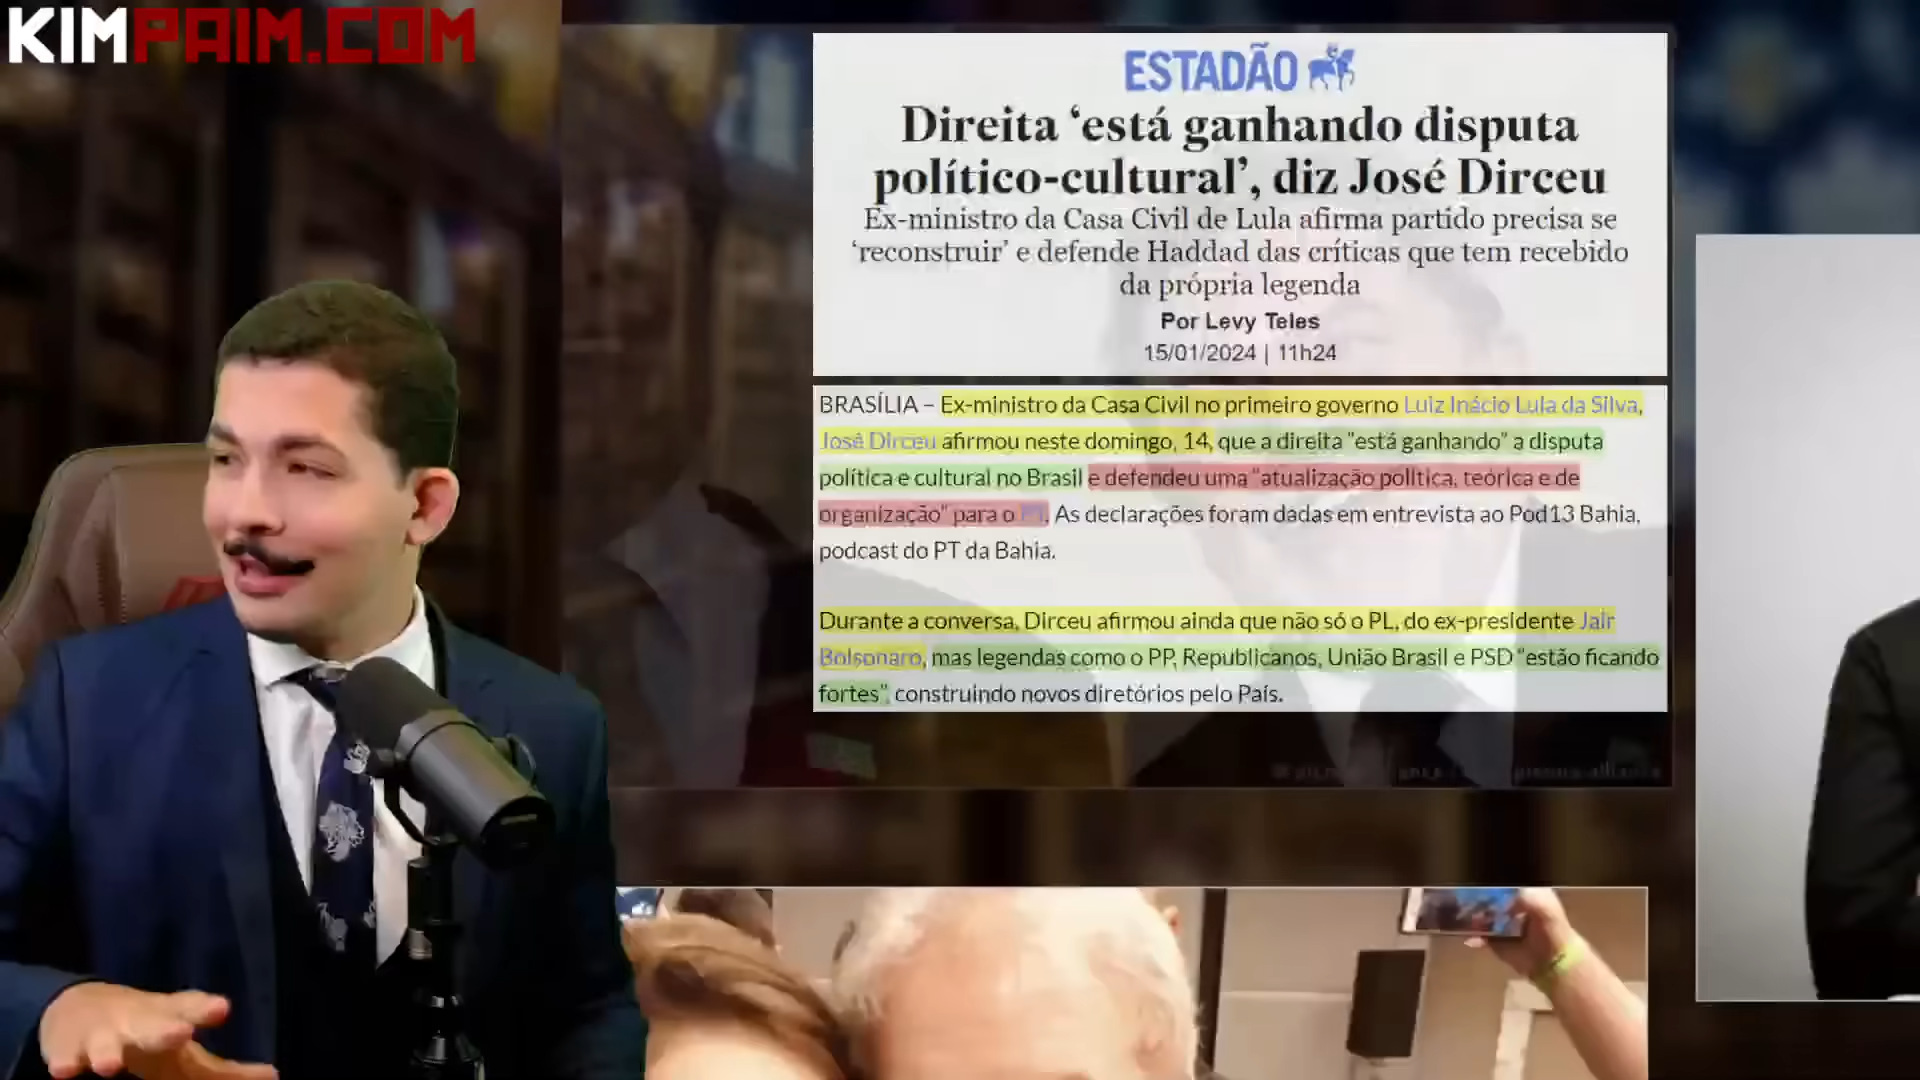 KIMPAIM.COM
ESTADÃO
Direita ‘está ganhando disputa
político-cultural’, diz José Dirceu
Ex-ministro da Casa Civil de Lula afirma partido precisa se
‘reconstruir’ e defende Haddad das críticas que tem recebido
da própria legenda
Por Levy Teles
15/01/2024 | 11h24
BRASÍLIA – Ex-ministro da Casa Civil no primeiro governo Luiz Inácio Lula da Silva,
José Dirceu afirmou neste domingo, 14, que a direita “está ganhando” a disputa
política e cultural no Brasil e defendeu uma “atualização política, teórica e de
organização” para o PT. As declarações foram dadas em entrevista ao Pod13 Bahia,
podcast do PT da Bahia.
Durante a conversa, Dirceu afirmou ainda que não só o PL, do ex-presidente Jair
Bolsonaro, mas legendas como o PP, Republicanos, União Brasil e PSD “estão ficando
fortes”, construindo novos diretórios pelo País.